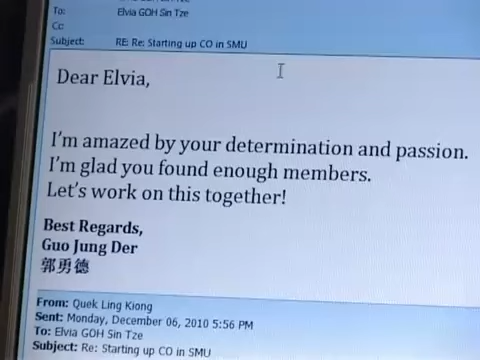 To: Elvia GOH Sin Tze
Cc:
Subject: RE: Re: Starting up CO in SMU
Dear Elvia,
I'm amazed by your determination and passion.
I'm glad you found enough members.
Let's work on this together!
Best Regards,
Guo Jung Der
郭勇德
From: Quek Ling Kiong
Sent: Monday, December 06, 2010 5:56 PM
To: Elvia GOH Sin Tze
Subject: Re: Starting up CO in SMU